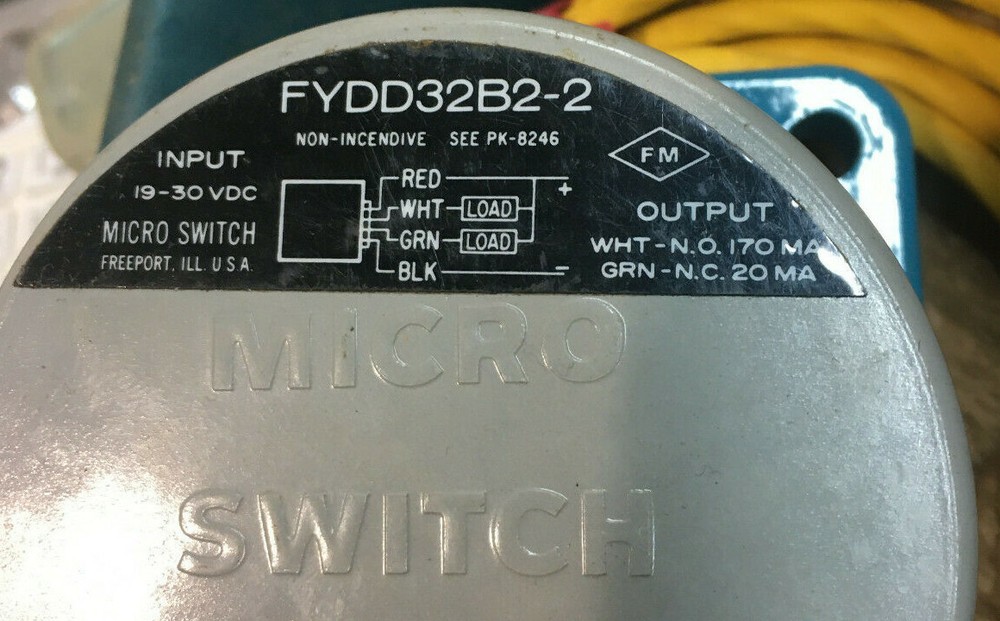 FYDD32B2-2
NON-INCENDIVE SEE PK-8246
INPUT
19-30 VDC
MICRO SWITCH
FREEPORT, ILL. U.S.A.
RED
+
WHT LOAD
GRN LOAD
BLK
−
FM
OUTPUT
WHT-N.O. 170 MA
GRN-N.C. 20 MA
MICRO
SWITCH